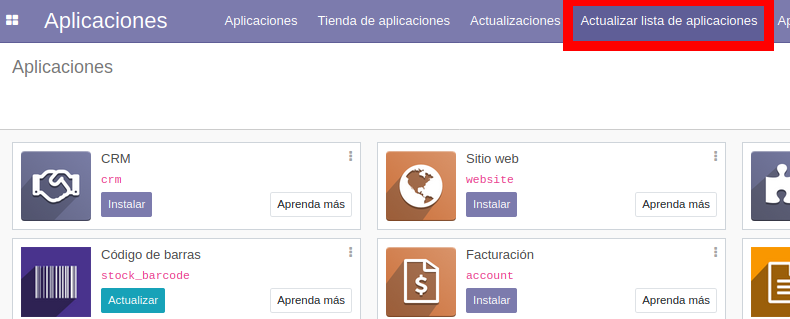 Aplicaciones Aplicaciones Tienda de aplicaciones Actualizaciones Actualizar lista de aplicaciones
Aplicaciones
CRM
crm
Instalar Aprenda más
Sitio web
website
Instalar Aprenda más
Código de barras
stock_barcode
Actualizar Aprenda más
Facturación
account
Instalar Aprenda más